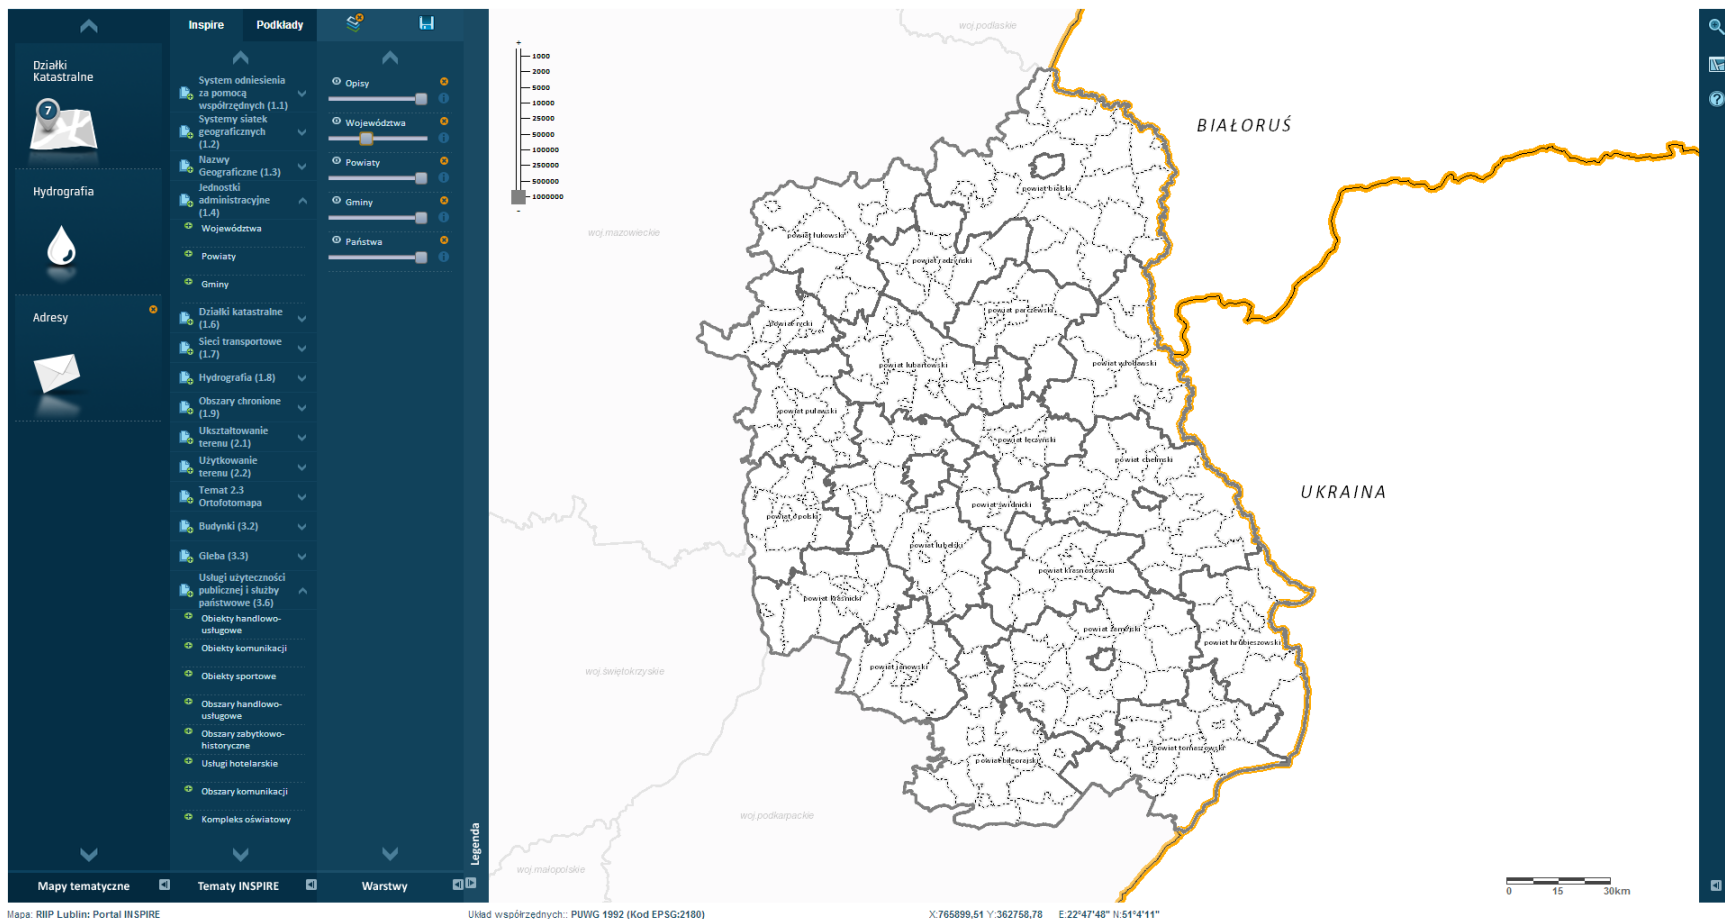 Działki
Katastralne
7
Hydrografia
Adresy
Mapy tematyczne
Inspire
Podkłady
System odniesienia
za pomocą
współrzędnych (1.1)
Systemy siatek
geograficznych
(1.2)
Nazwy
Geograficzne (1.3)
Jednostki
administracyjne
(1.4)
Województwa
Powiaty
Gminy
Działki katastralne
(1.6)
Sieci transportowe
(1.7)
Hydrografia (1.8)
Obszary chronione
(1.9)
Ukształtowanie
terenu (2.1)
Użytkowanie
terenu (2.2)
Temat 2.3
Ortofotomapa
Budynki (3.2)
Gleba (3.3)
Usługi użyteczności
publicznej i służby
państwowe (3.6)
Obiekty handlowo-
usługowe
Obiekty komunikacji
Obiekty sportowe
Obszary handlowo-
usługowe
Obszary zabytkowo-
historyczne
Usługi hotelarskie
Obszary komunikacji
Kompleks oświatowy
Tematy INSPIRE
Opisy
Województwa
Powiaty
Gminy
Państwa
Warstwy
Legenda
+
1000
2000
5000
10000
25000
50000
100000
250000
500000
1000000
-
woj.podlaskie
BIAŁORUŚ
powiat bialski
woj.mazowieckie
powiat łukowski
powiat radzyński
powiat parczewski
powiat rycki
powiat lubartowski
powiat włodawski
powiat puławski
powiat łęczyński
powiat chełmski
UKRAINA
powiat opolski
powiat świdnicki
powiat lubelski
powiat krasnostawski
powiat kraśnicki
powiat zamojski
powiat hrubieszowski
woj.świętokrzyskie
powiat janowski
powiat tomaszowski
powiat biłgorajski
woj.podkarpackie
woj.małopolskie
0 15 30km
Mapa: RIIP Lublin: Portal INSPIRE
Układ współrzędnych:: PUWG 1992 (Kod EPSG:2180)
X:765899,51 Y:362758,78 E:22°47'48" N:51°4'11"